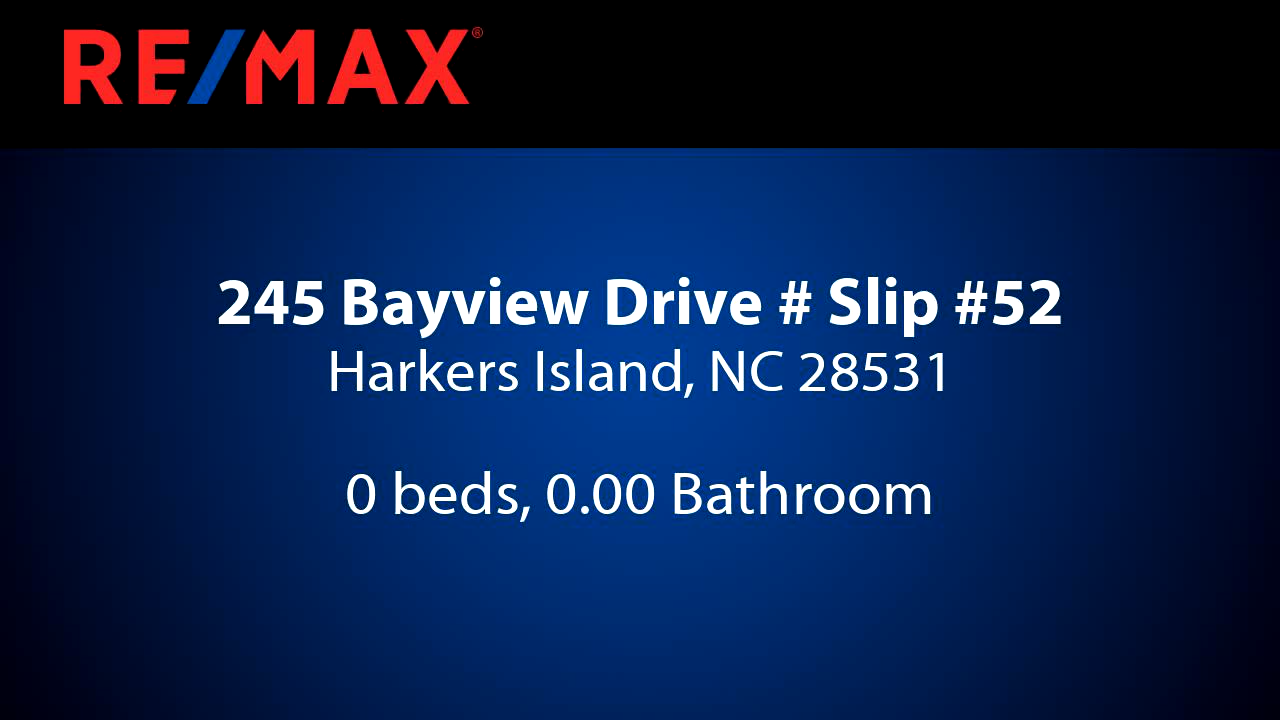 RE/MAX®
245 Bayview Drive # Slip #52
Harkers Island, NC 28531
0 beds, 0.00 Bathroom